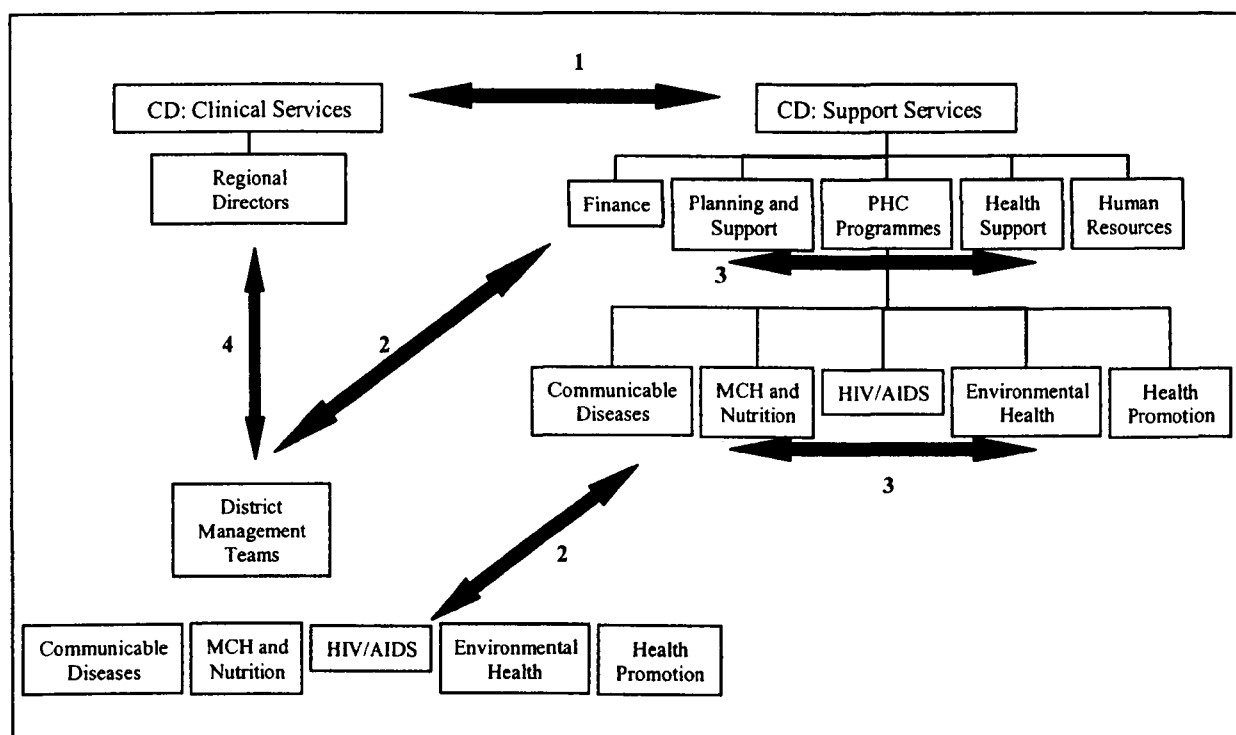 1
CD: Clinical Services
CD: Support Services
Regional
Directors
Finance
Planning and
Support
PHC
Programmes
Health
Support
Human
Resources
3
4
2
Communicable
Diseases
MCH and
Nutrition
HIV/AIDS
Environmental
Health
Health
Promotion
3
District
Management
Teams
2
Communicable
Diseases
MCH and
Nutrition
HIV/AIDS
Environmental
Health
Health
Promotion